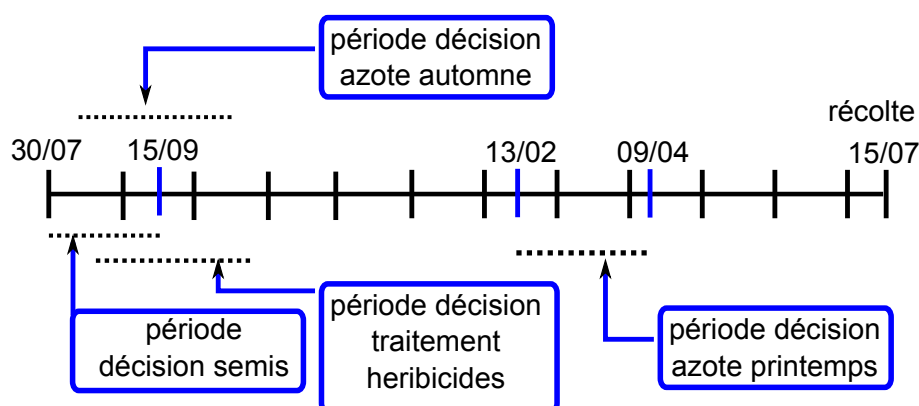 période décision
azote automne
récolte
30/07 15/09 13/02 09/04 15/07
période
décision semis
période décision
traitement
heribicides
période décision
azote printemps